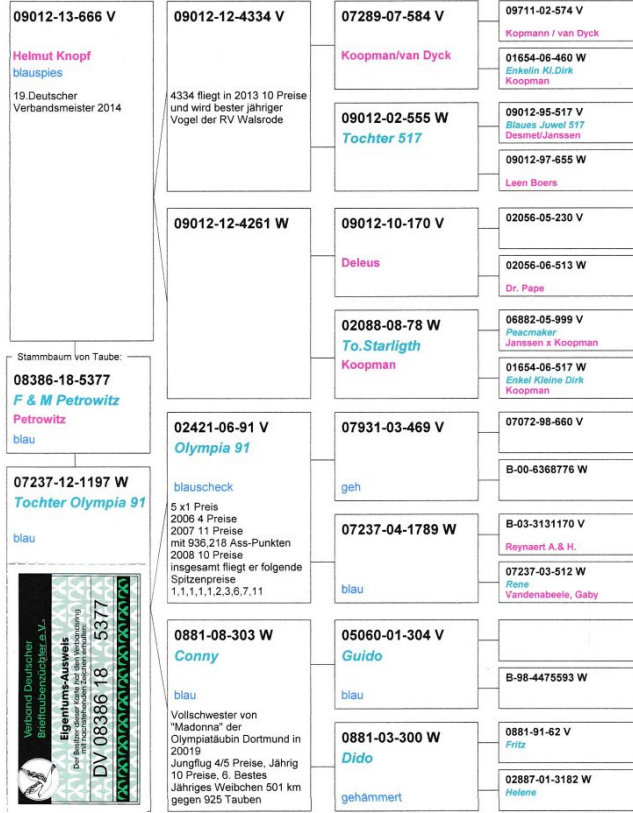 09012-13-666 V
Helmut Knopf
blauspies
19.Deutscher
Verbandsmeister 2014
Stammbaum von Taube:
08386-18-5377
F & M Petrowitz
Petrowitz
blau
07237-12-1197 W
Tochter Olympia 91
blau
Verband Deutscher
Brieftaubenzüchter e.V.
Eigentums-Ausweis
Der Besitzer dieser Karte hat den Verbandsring
mit nachstehenden Zeichen erhalten:
DV 08386 18 5377
09012-12-4334 V
4334 fliegt in 2013 10 Preise
und wird bester jähriger
Vogel der RV Walsrode
09012-12-4261 W
02421-06-91 V
Olympia 91
blauscheck
5 x1 Preis
2006 4 Preise
2007 11 Preise
mit 936,218 Ass-Punkten
2008 10 Preise
insgesamt fliegt er folgende
Spitzenpreise
1,1,1,1,1,2,3,6,7,11
0881-08-303 W
Conny
blau
Vollschwester von
"Madonna" der
Olympiatäubin Dortmund in
20019
Jungflug 4/5 Preise, Jährig
10 Preise, 6. Bestes
Jähriges Weibchen 501 km
gegen 925 Tauben
07289-07-584 V
Koopman/van Dyck
09012-02-555 W
Tochter 517
09012-10-170 V
Deleus
02088-08-78 W
To.Starligth
Koopman
07931-03-469 V
geh
07237-04-1789 W
blau
05060-01-304 V
Guido
blau
0881-03-300 W
Dido
gehämmert
09711-02-574 V
Kopmann / van Dyck
01654-06-460 W
Enkelin Kl.Dirk
Koopman
09012-95-517 V
Blaues Juwel 517
Desmet/Janssen
09012-97-655 W
Leen Boers
02056-05-230 V
02056-06-513 W
Dr. Pape
06882-05-999 V
Peacmaker
Janssen x Koopman
01654-06-517 W
Enkel Kleine Dirk
Koopman
07072-98-660 V
B-00-6368776 W
B-03-3131170 V
Reynaert A.& H.
07237-03-512 W
Rene
Vandenabeele, Gaby
B-98-4475593 W
0881-91-62 V
Fritz
02887-01-3182 W
Helene